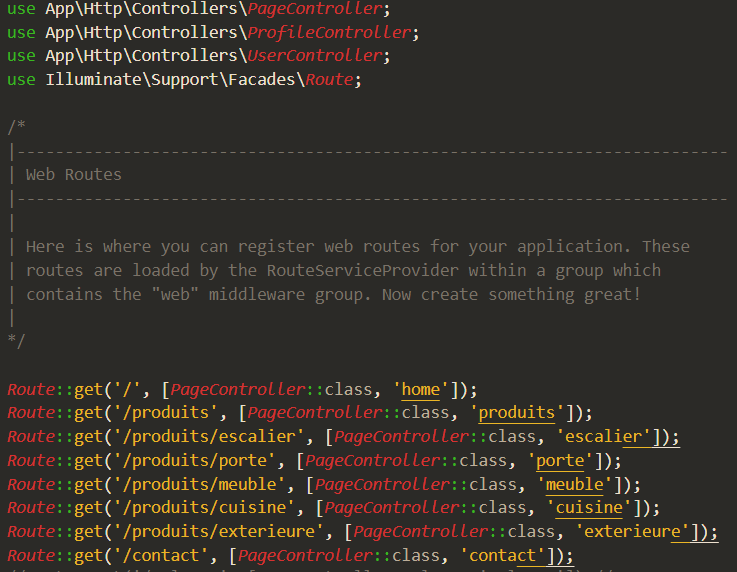 use App\Http\Controllers\PageController;
use App\Http\Controllers\ProfileController;
use App\Http\Controllers\UserController;
use Illuminate\Support\Facades\Route;
/*
|--------------------------------------------------------------------------
| Web Routes
|--------------------------------------------------------------------------
|
| Here is where you can register web routes for your application. These
| routes are loaded by the RouteServiceProvider within a group which
| contains the "web" middleware group. Now create something great!
|
*/
Route::get('/', [PageController::class, 'home']);
Route::get('/produits', [PageController::class, 'produits']);
Route::get('/produits/escalier', [PageController::class, 'escalier']);
Route::get('/produits/porte', [PageController::class, 'porte']);
Route::get('/produits/meuble', [PageController::class, 'meuble']);
Route::get('/produits/cuisine', [PageController::class, 'cuisine']);
Route::get('/produits/exterieure', [PageController::class, 'exterieure']);
Route::get('/contact', [PageController::class, 'contact']);